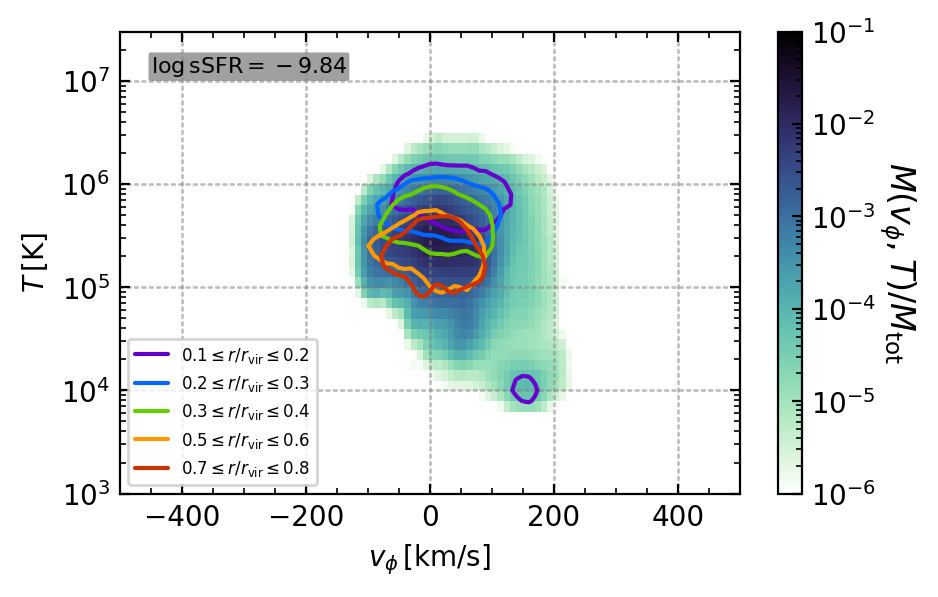 log sSFR = −9.84
10⁷
10⁶
10⁵
10⁴
10³
T [K]
0.1 ≤ r/r_vir ≤ 0.2
0.2 ≤ r/r_vir ≤ 0.3
0.3 ≤ r/r_vir ≤ 0.4
0.5 ≤ r/r_vir ≤ 0.6
0.7 ≤ r/r_vir ≤ 0.8
−400 −200 0 200 400
v_ϕ [km/s]
10⁻¹
10⁻²
10⁻³
10⁻⁴
10⁻⁵
10⁻⁶
M(v_ϕ, T)/M_tot